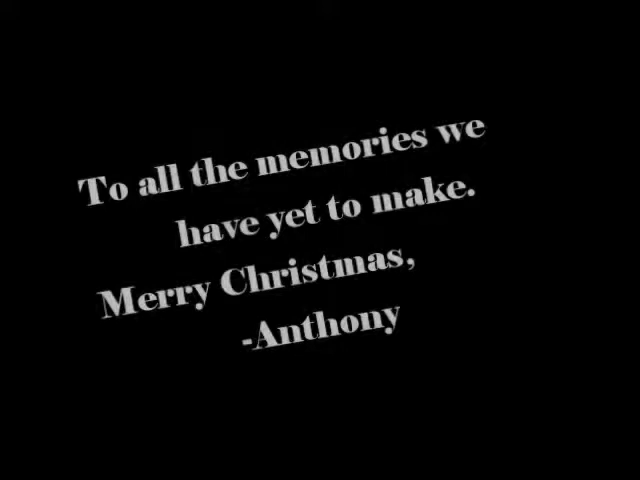 To all the memories we
have yet to make.
Merry Christmas,
-Anthony